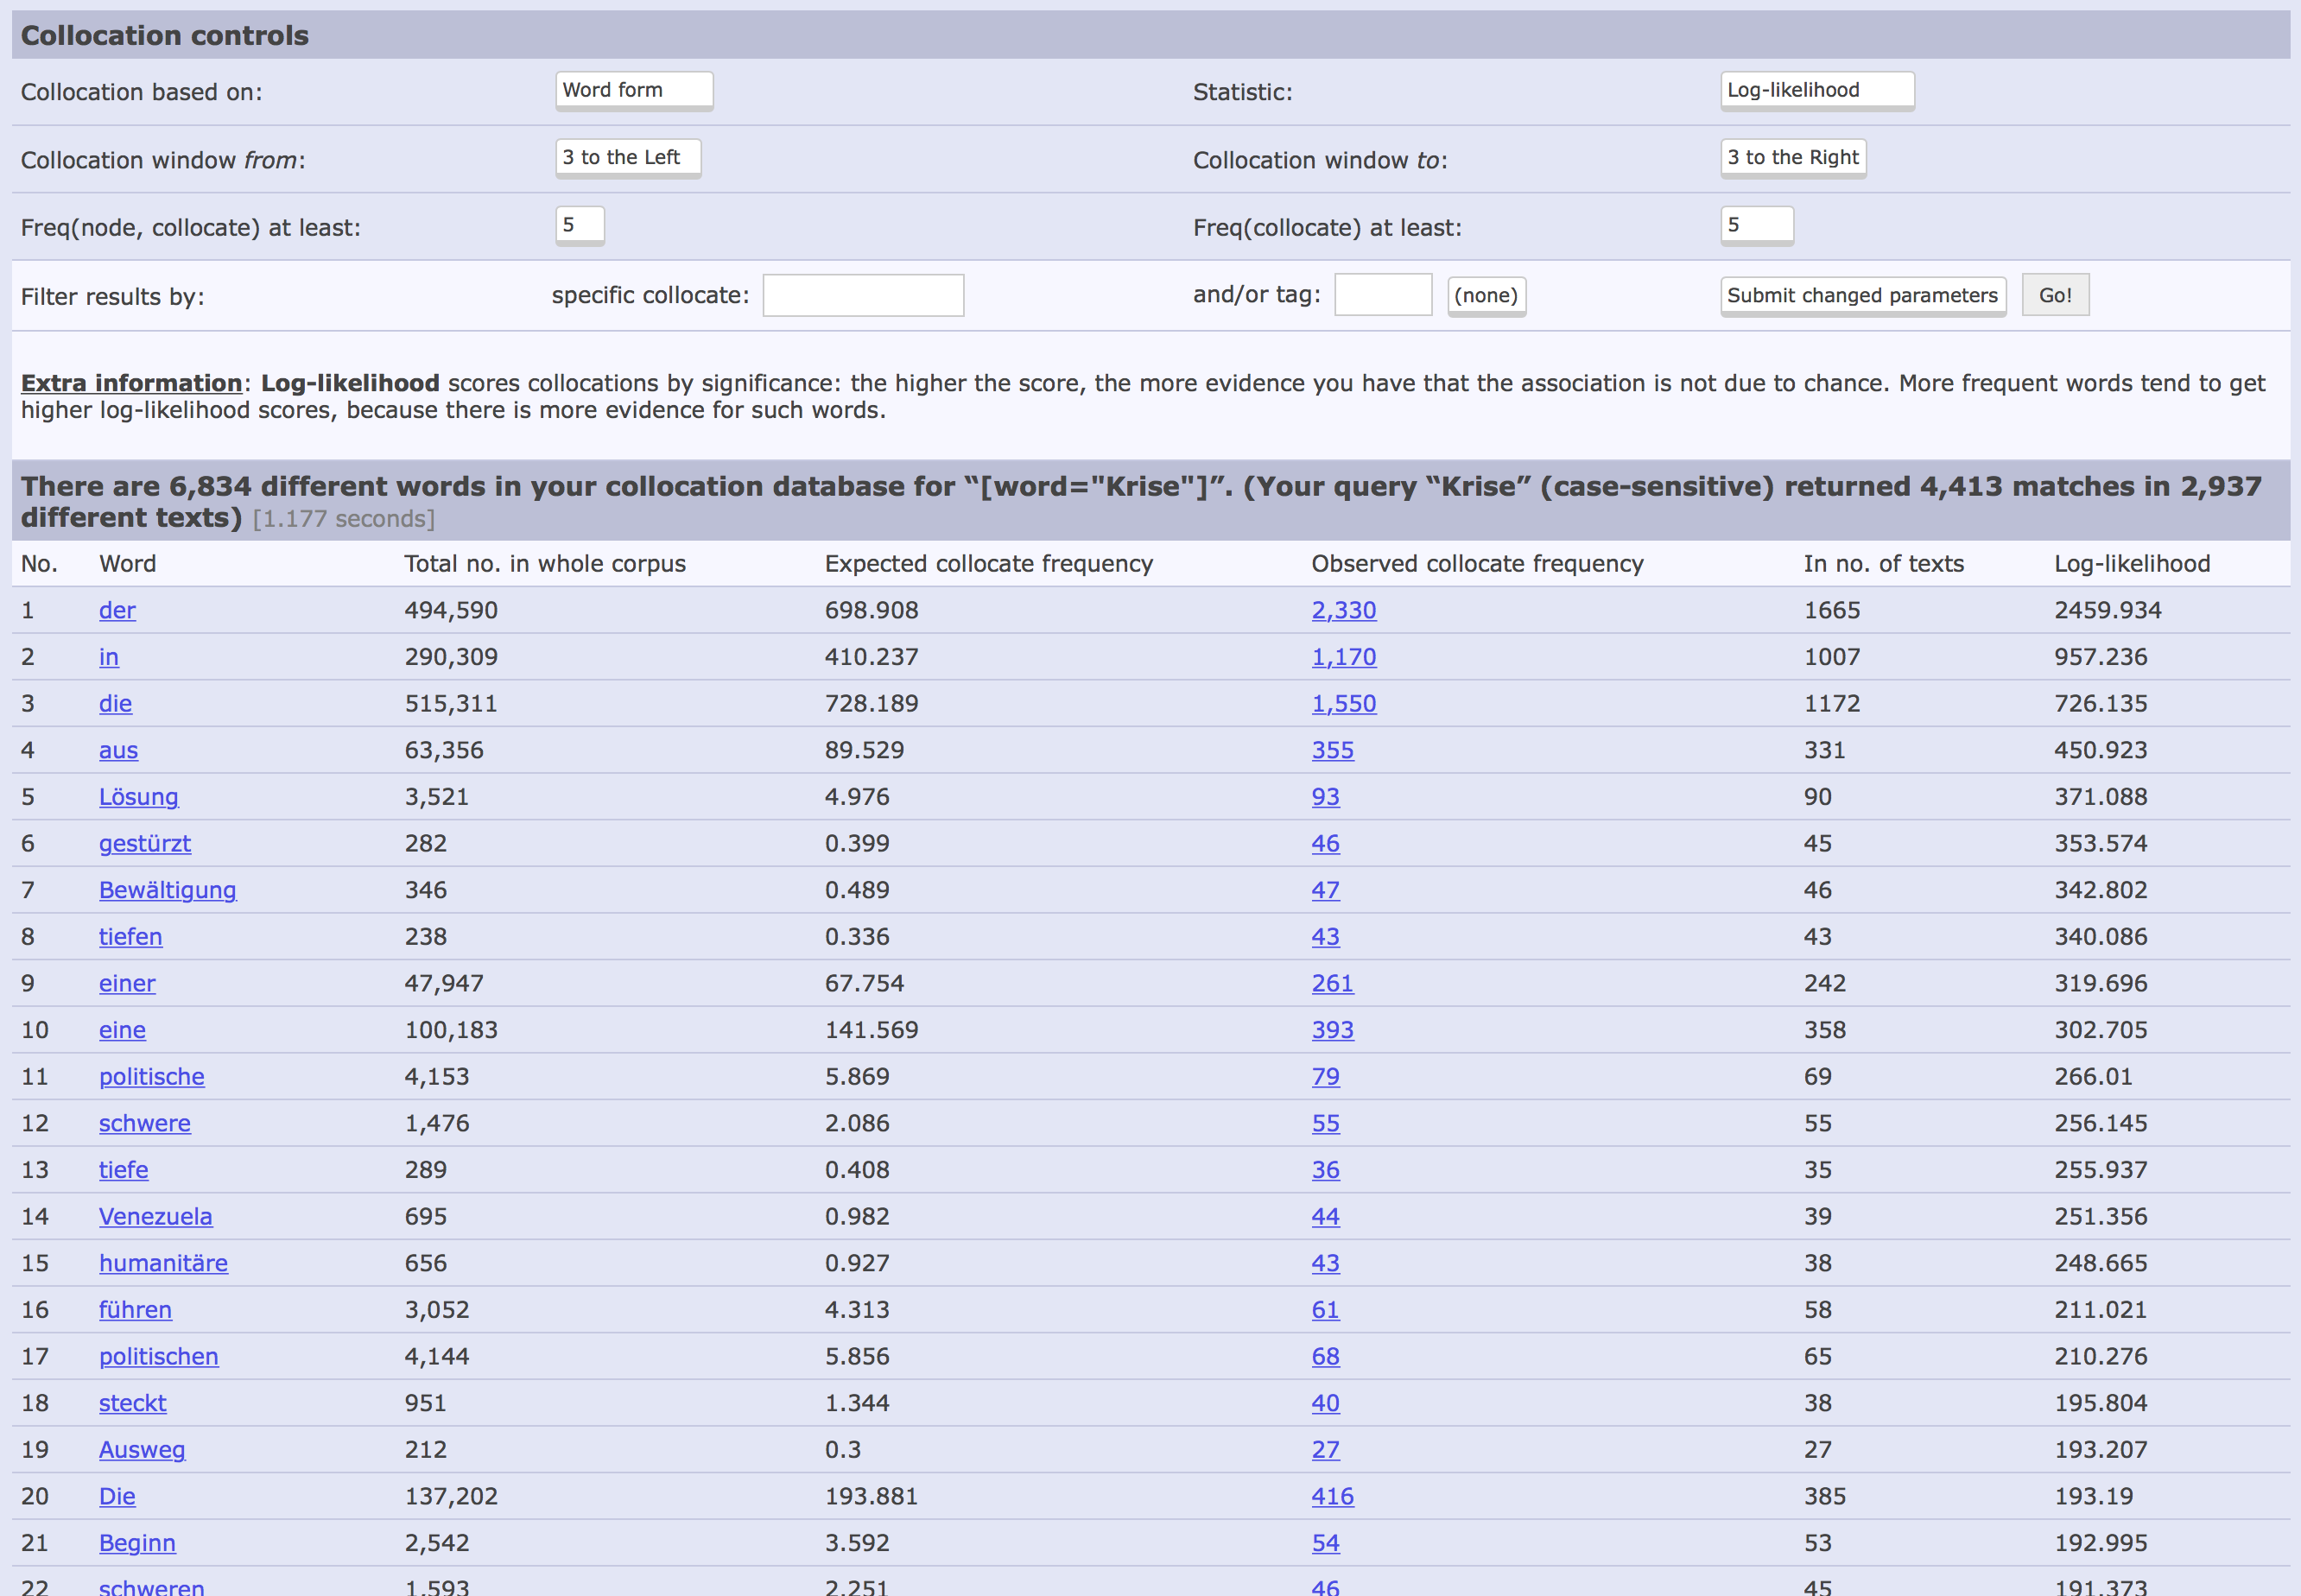 Collocation controls
Collocation based on: Word form Statistic: Log-likelihood
Collocation window from: 3 to the Left Collocation window to: 3 to the Right
Freq(node, collocate) at least: 5 Freq(collocate) at least: 5
Filter results by: specific collocate: and/or tag: (none) Submit changed parameters Go!
Extra information: Log-likelihood scores collocations by significance: the higher the score, the more evidence you have that the association is not due to chance. More frequent words tend to get
higher log-likelihood scores, because there is more evidence for such words.
There are 6,834 different words in your collocation database for “[word="Krise"]”. (Your query “Krise” (case-sensitive) returned 4,413 matches in 2,937
different texts) [1.177 seconds]
No. Word Total no. in whole corpus Expected collocate frequency Observed collocate frequency In no. of texts Log-likelihood
1 der 494,590 698.908 2,330 1665 2459.934
2 in 290,309 410.237 1,170 1007 957.236
3 die 515,311 728.189 1,550 1172 726.135
4 aus 63,356 89.529 355 331 450.923
5 Lösung 3,521 4.976 93 90 371.088
6 gestürzt 282 0.399 46 45 353.574
7 Bewältigung 346 0.489 47 46 342.802
8 tiefen 238 0.336 43 43 340.086
9 einer 47,947 67.754 261 242 319.696
10 eine 100,183 141.569 393 358 302.705
11 politische 4,153 5.869 79 69 266.01
12 schwere 1,476 2.086 55 55 256.145
13 tiefe 289 0.408 36 35 255.937
14 Venezuela 695 0.982 44 39 251.356
15 humanitäre 656 0.927 43 38 248.665
16 führen 3,052 4.313 61 58 211.021
17 politischen 4,144 5.856 68 65 210.276
18 steckt 951 1.344 40 38 195.804
19 Ausweg 212 0.3 27 27 193.207
20 Die 137,202 193.881 416 385 193.19
21 Beginn 2,542 3.592 54 53 192.995
22 schweren 1,593 2.251 46 45 191.373